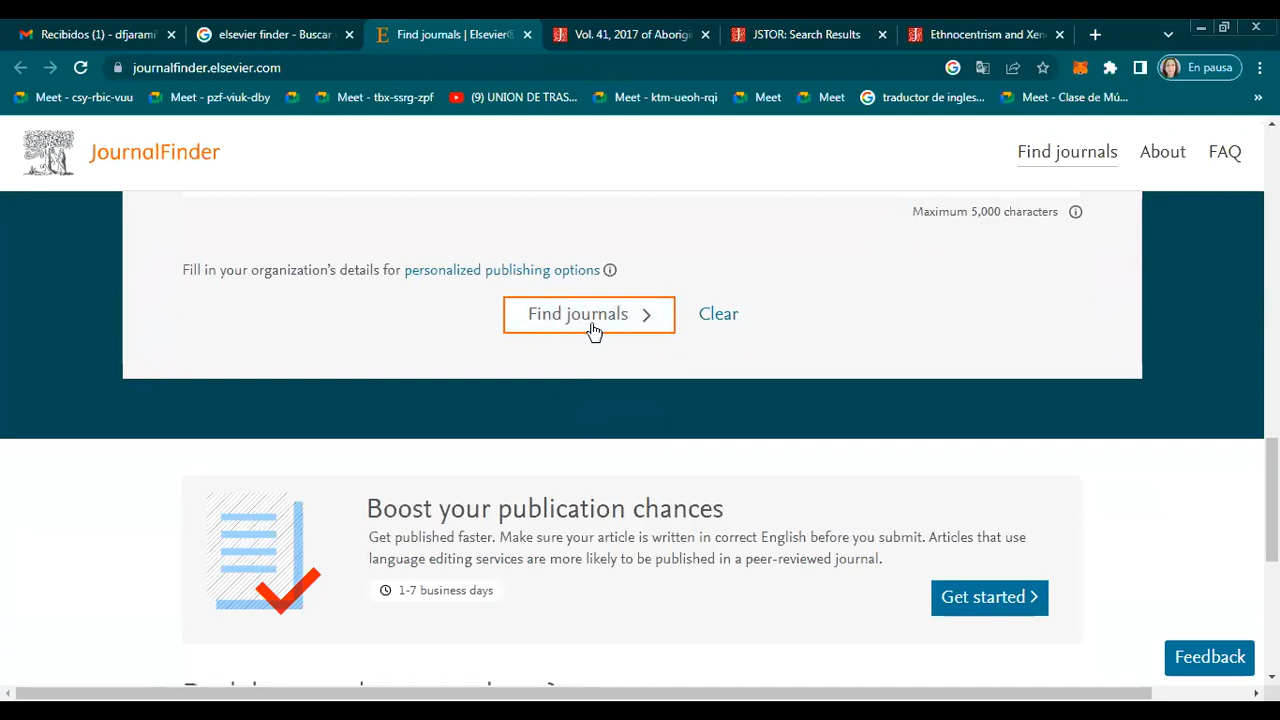 Recibidos (1) - dfjarami
elsevier finder - Buscar
Find journals | Elsevier®
Vol. 41, 2017 of Aborigi
JSTOR: Search Results
Ethnocentrism and Xen
journalfinder.elsevier.com
En pausa
Meet - csy-rbic-vuu
Meet - pzf-viuk-dby
Meet - tbx-ssrg-zpf
(9) UNION DE TRAS...
Meet - ktm-ueoh-rqi
Meet
Meet
traductor de ingles...
Meet - Clase de Mú...
JournalFinder
Find journals
About
FAQ
Maximum 5,000 characters
Fill in your organization's details for personalized publishing options
Find journals
Clear
Boost your publication chances
Get published faster. Make sure your article is written in correct English before you submit. Articles that use
language editing services are more likely to be published in a peer-reviewed journal.
1-7 business days
Get started
Feedback